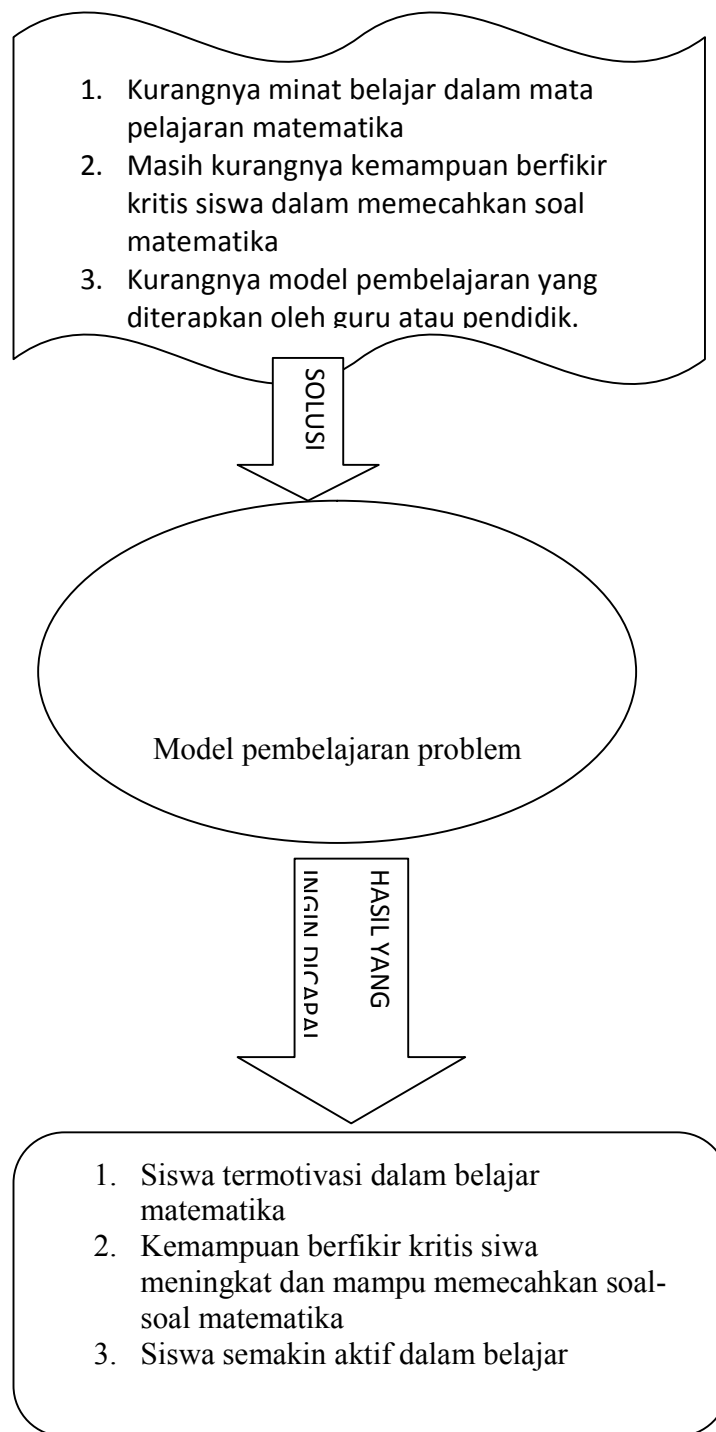 1. Kurangnya minat belajar dalam mata
pelajaran matematika
2. Masih kurangnya kemampuan berfikir
kritis siswa dalam memecahkan soal
matematika
3. Kurangnya model pembelajaran yang
diterapkan oleh guru atau pendidik.
SOLUSI
Model pembelajaran problem
HASIL YANG
INGIN DICAPAI
1. Siswa termotivasi dalam belajar
matematika
2. Kemampuan berfikir kritis siwa
meningkat dan mampu memecahkan soal-
soal matematika
3. Siswa semakin aktif dalam belajar